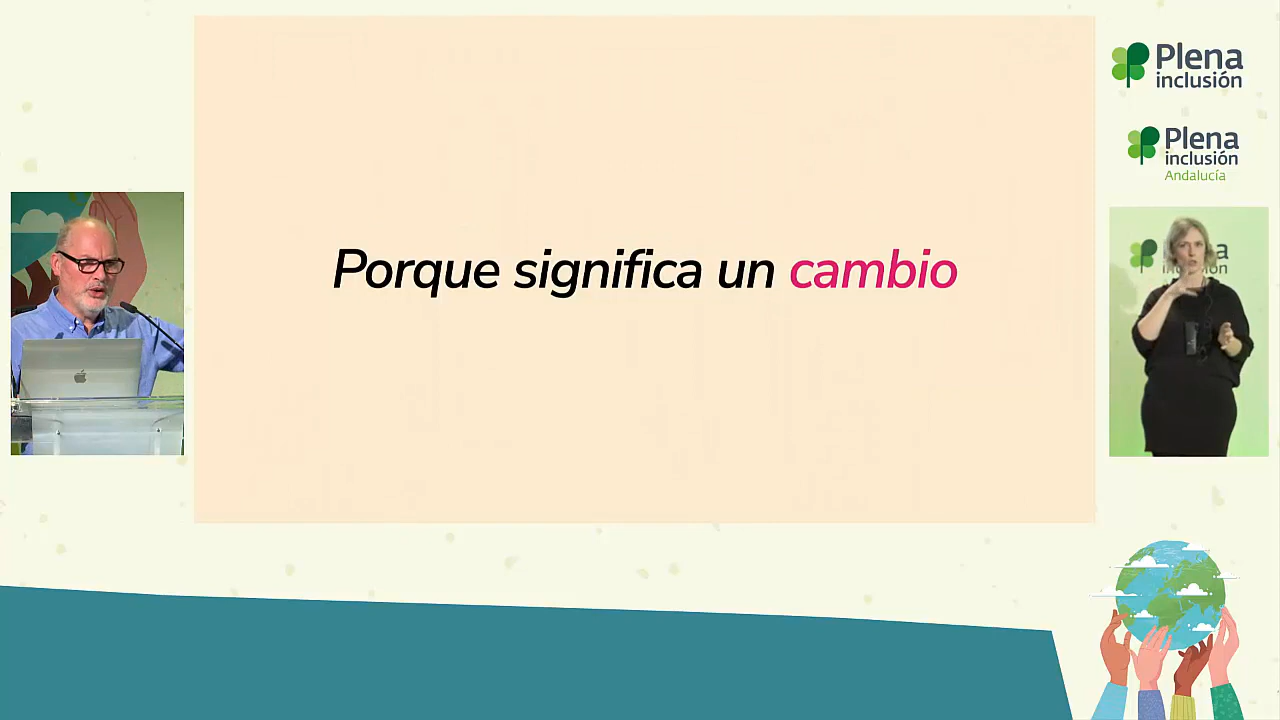 Porque significa un cambio
Plena
inclusión
Plena
inclusión
Andalucía